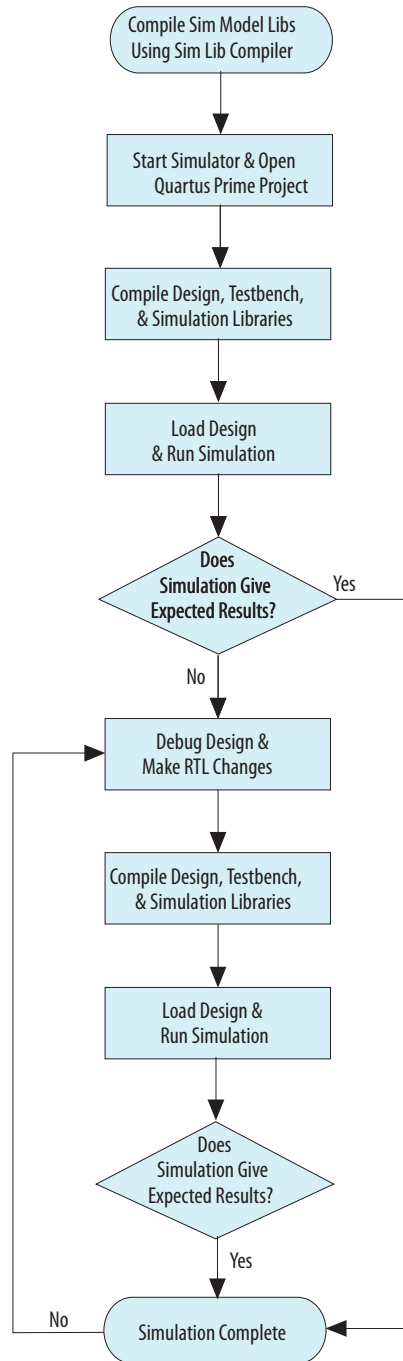 Compile Sim Model Libs
Using Sim Lib Compiler
Start Simulator & Open
Quartus Prime Project
Compile Design, Testbench,
& Simulation Libraries
Load Design
& Run Simulation
Does
Simulation Give
Expected Results?
Yes
No
Debug Design &
Make RTL Changes
Compile Design, Testbench,
& Simulation Libraries
Load Design &
Run Simulation
Does
Simulation Give
Expected Results?
Yes
No
Simulation Complete